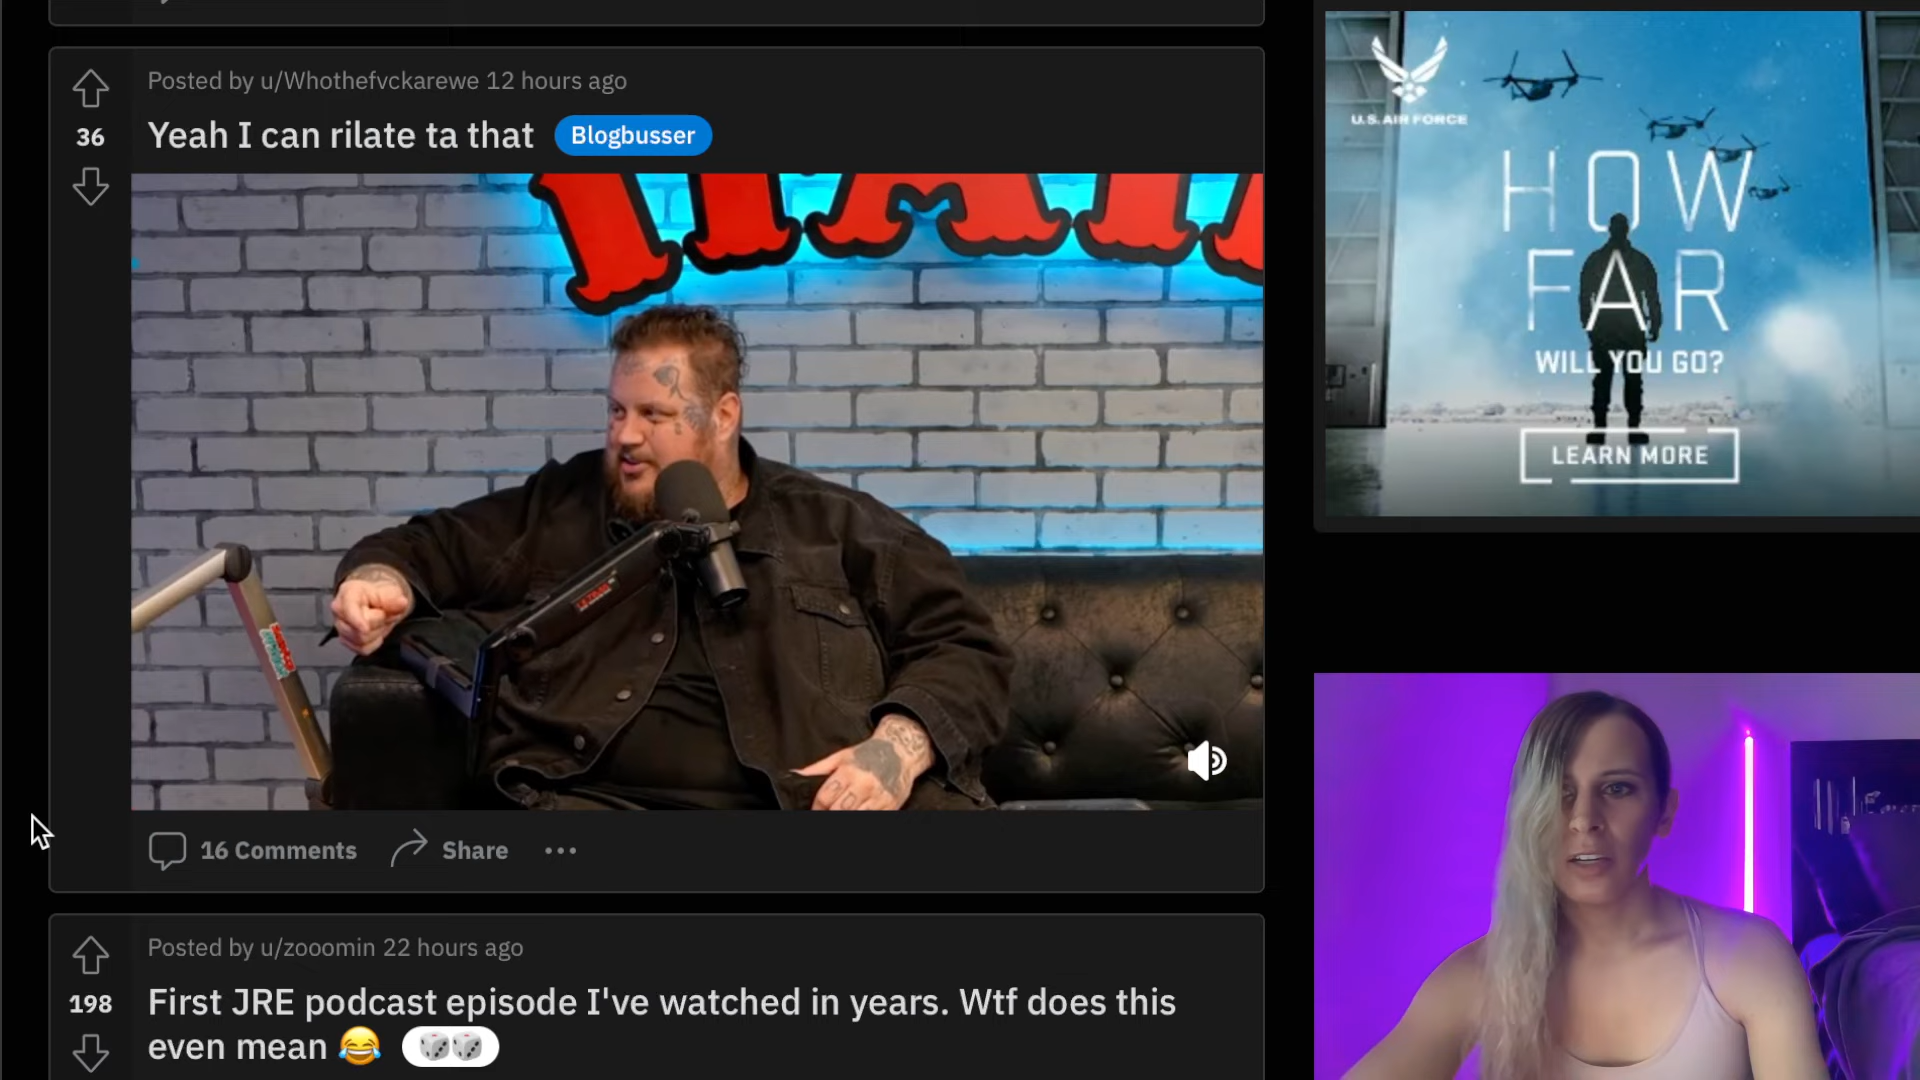 Posted by u/Whothefvckarewe 12 hours ago
36
Yeah I can rilate ta that
Blogbusser
16 Comments
Share
Posted by u/zooomin 22 hours ago
198
First JRE podcast episode I've watched in years. Wtf does this
even mean 😂 🎲🎲
U.S. AIR FORCE
HOW
FAR
WILL YOU GO?
LEARN MORE